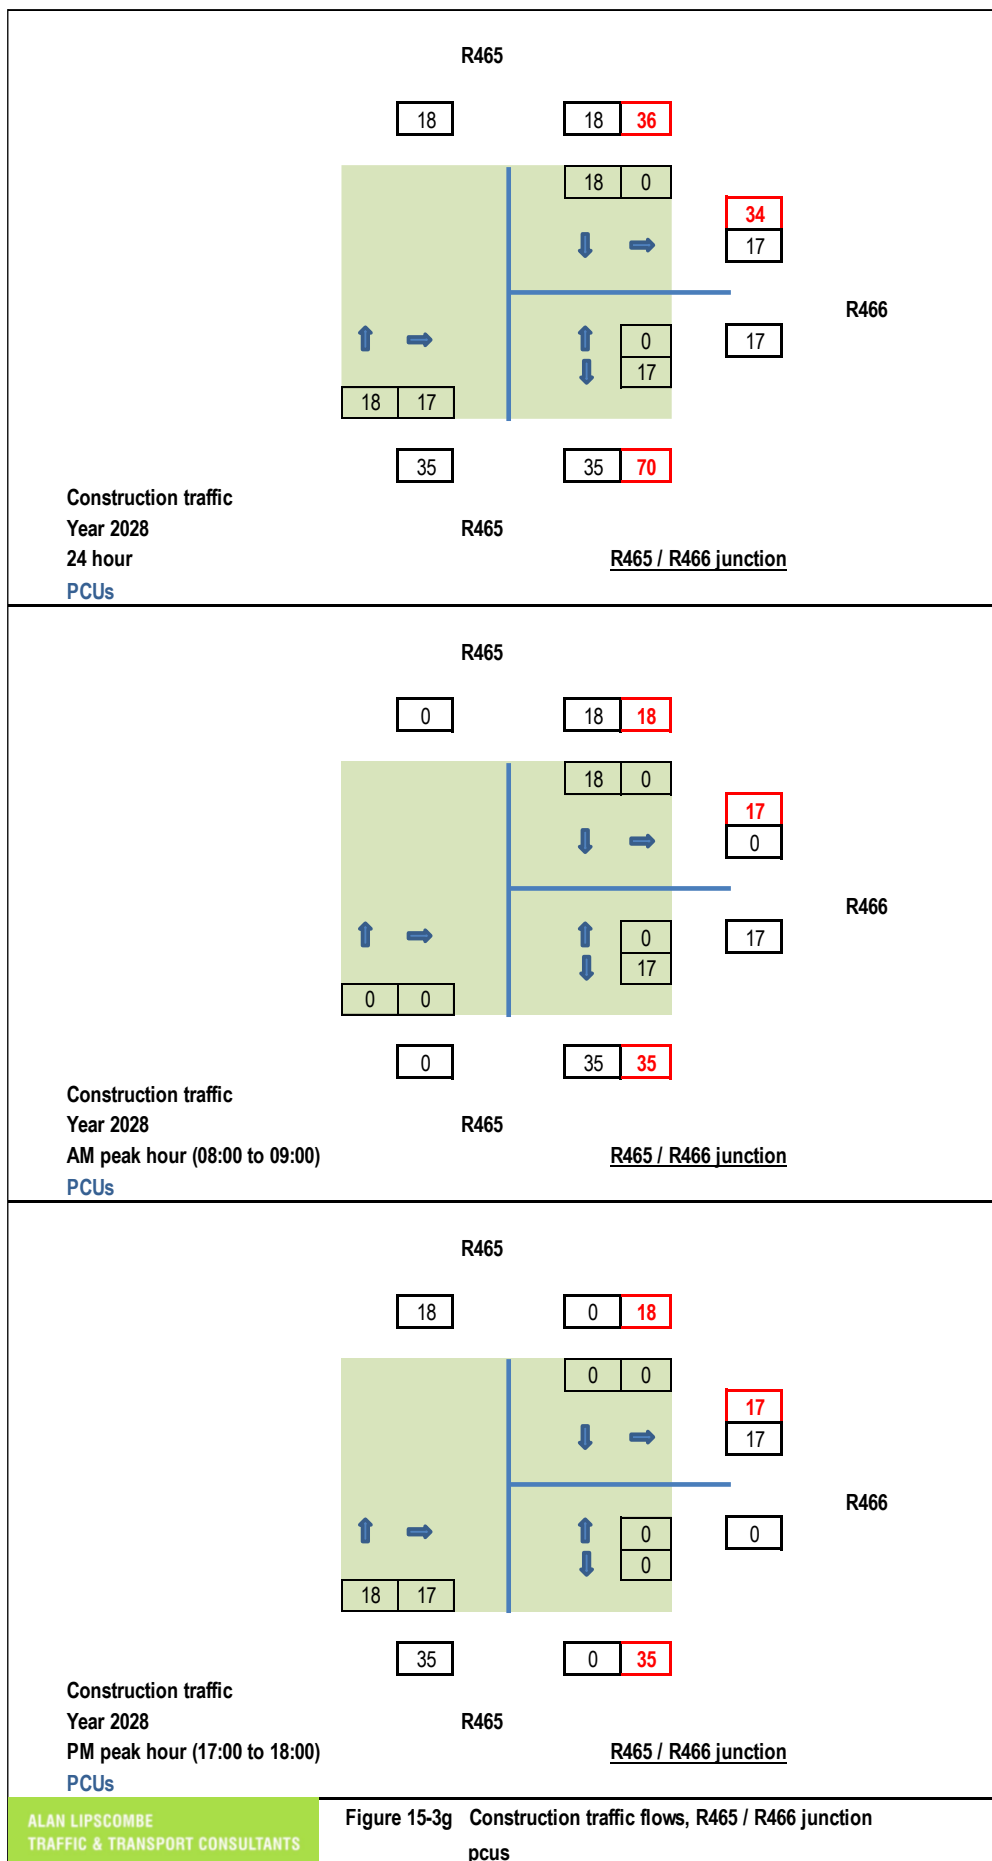 R465
18 18 36
18 0
34
17
R466
0 17
17
18 17
35 35 70
Construction traffic
Year 2028 R465
24 hour R465 / R466 junction
PCUs
R465
0 18 18
18 0
17
0
R466
0 17
17
0 0
0 35 35
Construction traffic
Year 2028 R465
AM peak hour (08:00 to 09:00) R465 / R466 junction
PCUs
R465
18 0 18
0 0
17
17
R466
0 0
0
18 17
35 0 35
Construction traffic
Year 2028 R465
PM peak hour (17:00 to 18:00) R465 / R466 junction
PCUs
ALAN LIPSCOMBE
TRAFFIC & TRANSPORT CONSULTANTS
Figure 15-3g Construction traffic flows, R465 / R466 junction
pcus